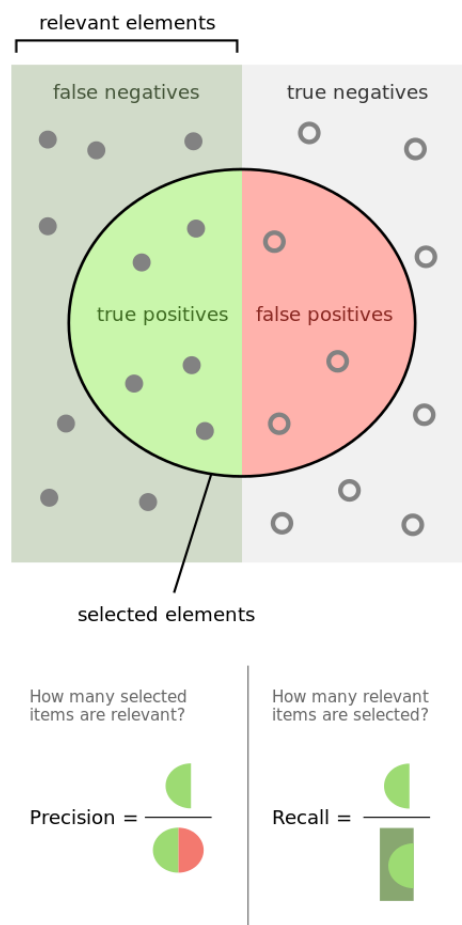 relevant elements
false negatives
true negatives
true positives
false positives
selected elements
How many selected
items are relevant?
How many relevant
items are selected?
Precision =
Recall =